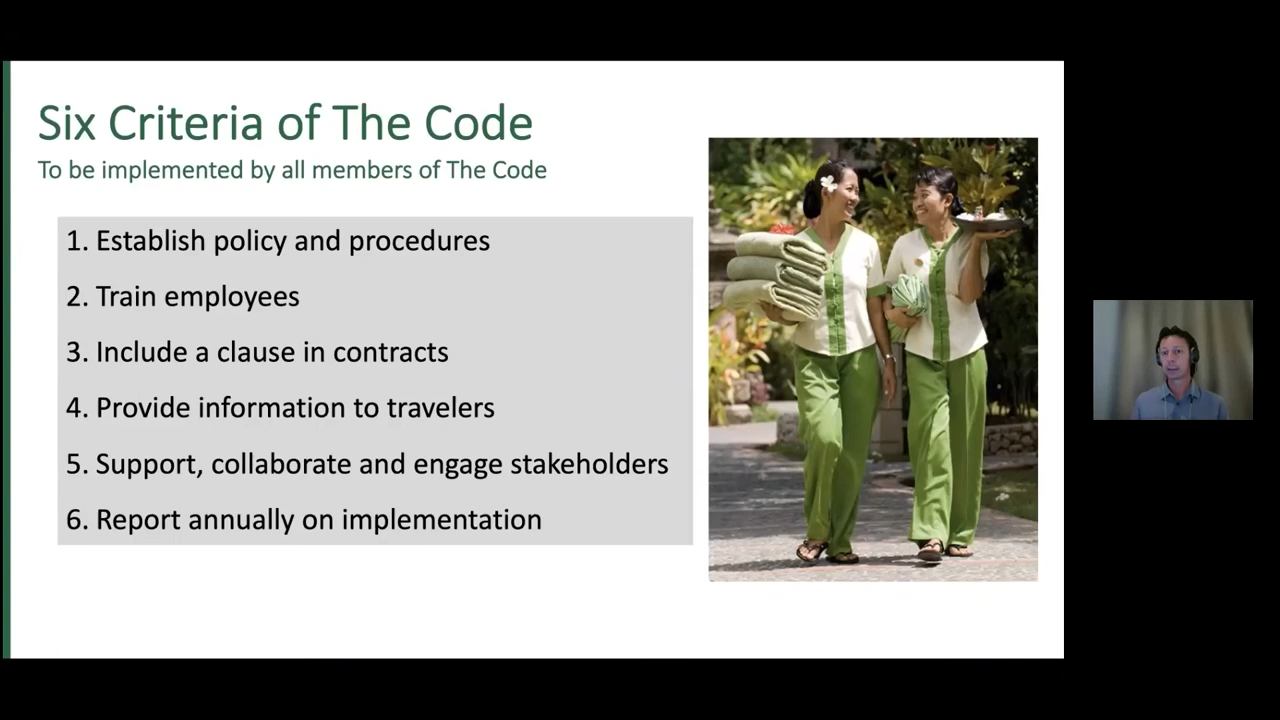 Six Criteria of The Code
To be implemented by all members of The Code
1. Establish policy and procedures
2. Train employees
3. Include a clause in contracts
4. Provide information to travelers
5. Support, collaborate and engage stakeholders
6. Report annually on implementation